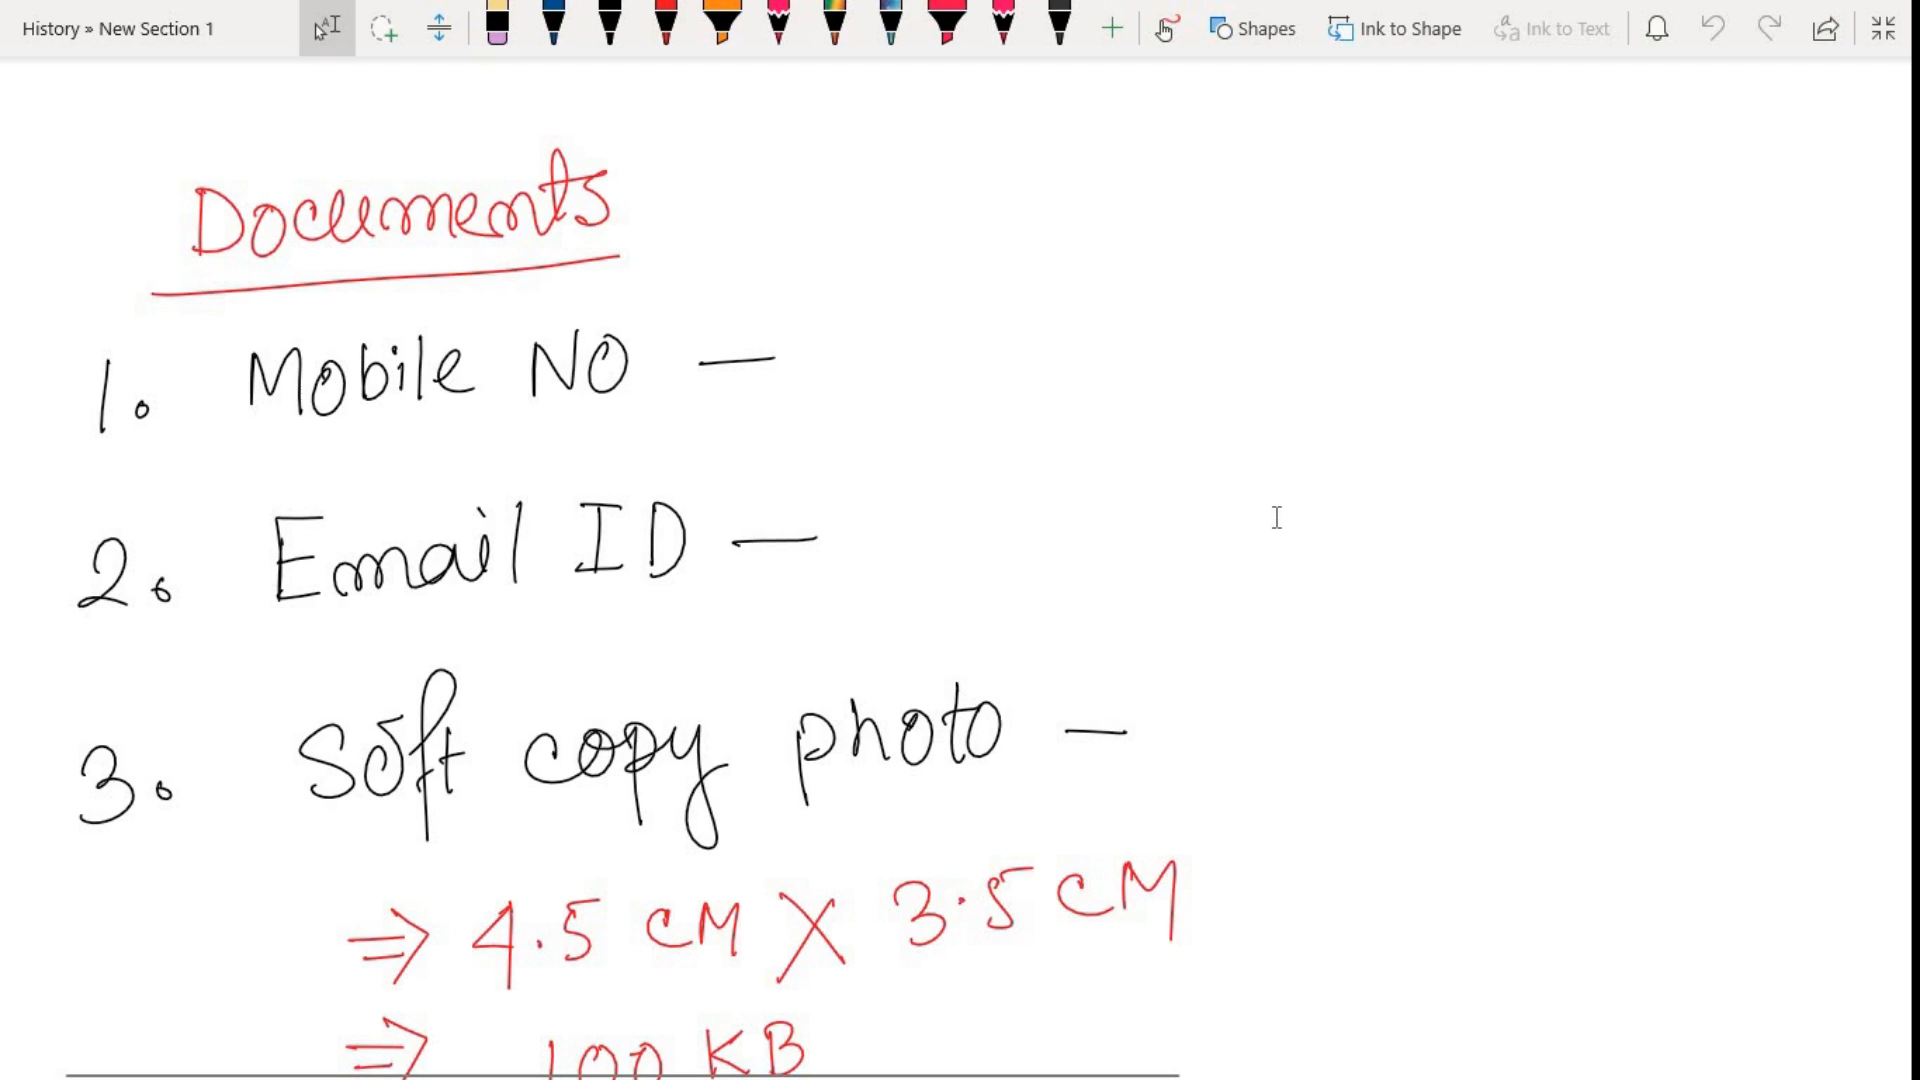 History » New Section 1
Shapes
Ink to Shape
Ink to Text
Documents
1. Mobile NO —
2. Email ID —
3. Soft copy photo —
⇒ 4.5 CM X 3.5 CM
⇒ 100 KB